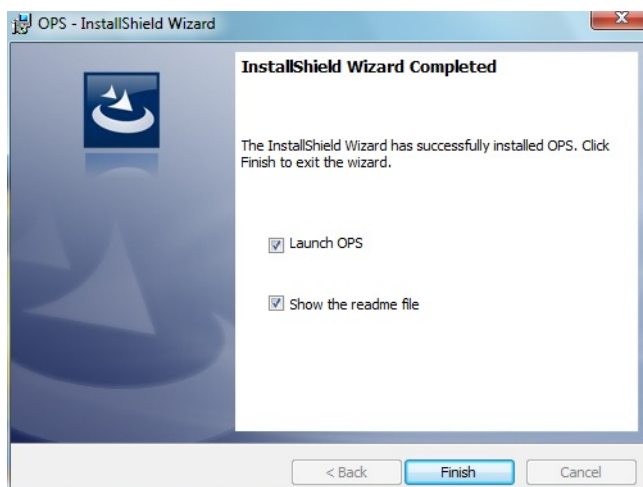 OPS - InstallShield Wizard
InstallShield Wizard Completed
The InstallShield Wizard has successfully installed OPS. Click
Finish to exit the wizard.
Launch OPS
Show the readme file
< Back
Finish
Cancel